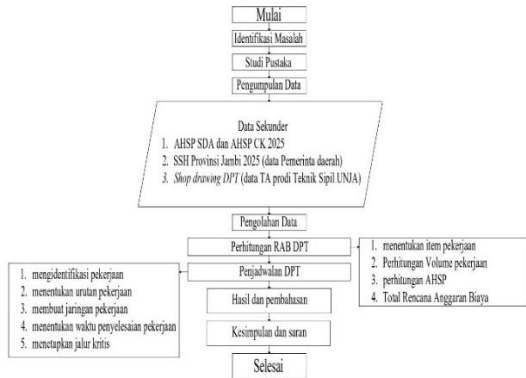 Mulai
Identifikasi Masalah
Studi Pustaka
Pengumpulan Data
Data Sekunder
1. AHSP SDA dan AHSP CK 2025
2. SSH Provinsi Jambi 2025 (data Pemerinta daerah)
3. Shop drawing DPT (data TA prodi Teknik Sipil UNJA)
Pengolahan Data
Perhitungan RAB DPT
1. menentukan item pekerjaan
2. Perhitungan Volume pekerjaan
3. perhitungan AHSP
4. Total Rencana Anggaran Biaya
Penjadwalan DPT
1. mengidentifikasi pekerjaan
2. menentukan urutan pekerjaan
3. membuat jaringan pekerjaan
4. menentukan waktu penyelesaian pekerjaan
5. menetapkan jalur kritis
Hasil dan pembahasan
Kesimpulan dan saran
Selesai